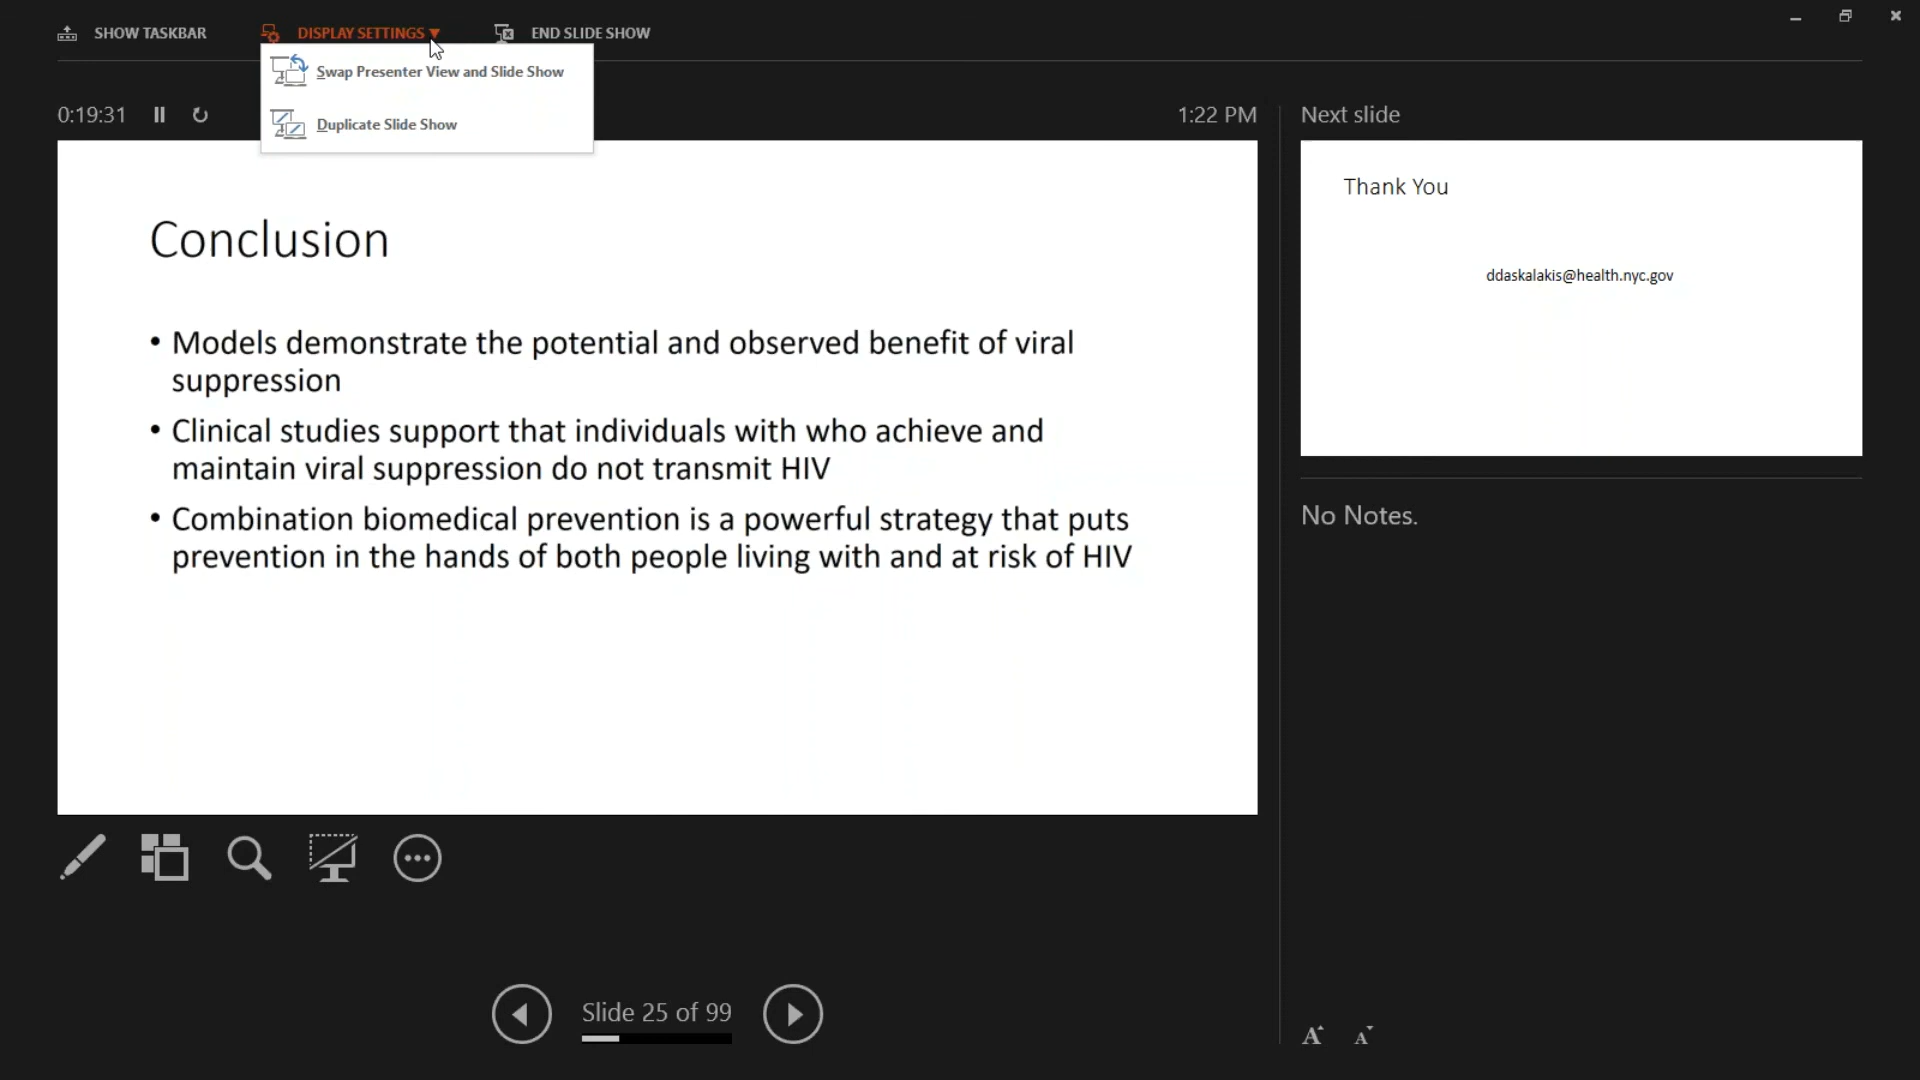 SHOW TASKBAR
DISPLAY SETTINGS ▼
END SLIDE SHOW
Swap Presenter View and Slide Show
Duplicate Slide Show
0:19:31
1:22 PM
Next slide
Conclusion
• Models demonstrate the potential and observed benefit of viral
suppression
• Clinical studies support that individuals with who achieve and
maintain viral suppression do not transmit HIV
• Combination biomedical prevention is a powerful strategy that puts
prevention in the hands of both people living with and at risk of HIV
Thank You
ddaskalakis@health.nyc.gov
No Notes.
Slide 25 of 99
A
A